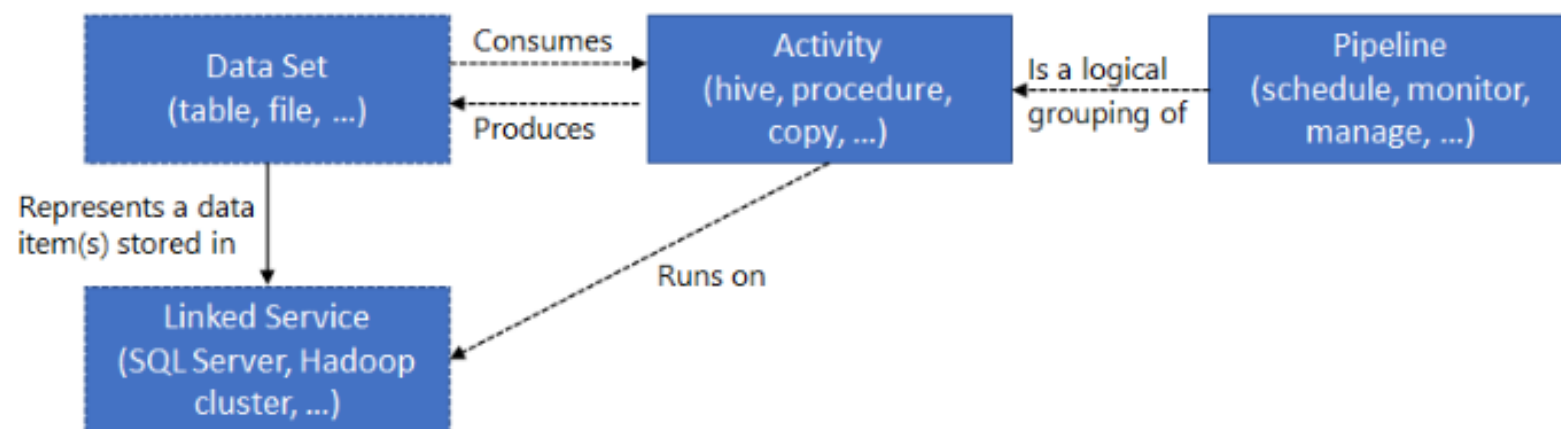 Data Set
(table, file, ...)
Consumes
Produces
Activity
(hive, procedure,
copy, ...)
Is a logical
grouping of
Pipeline
(schedule, monitor,
manage, ...)
Represents a data
item(s) stored in
Runs on
Linked Service
(SQL Server, Hadoop
cluster, ...)